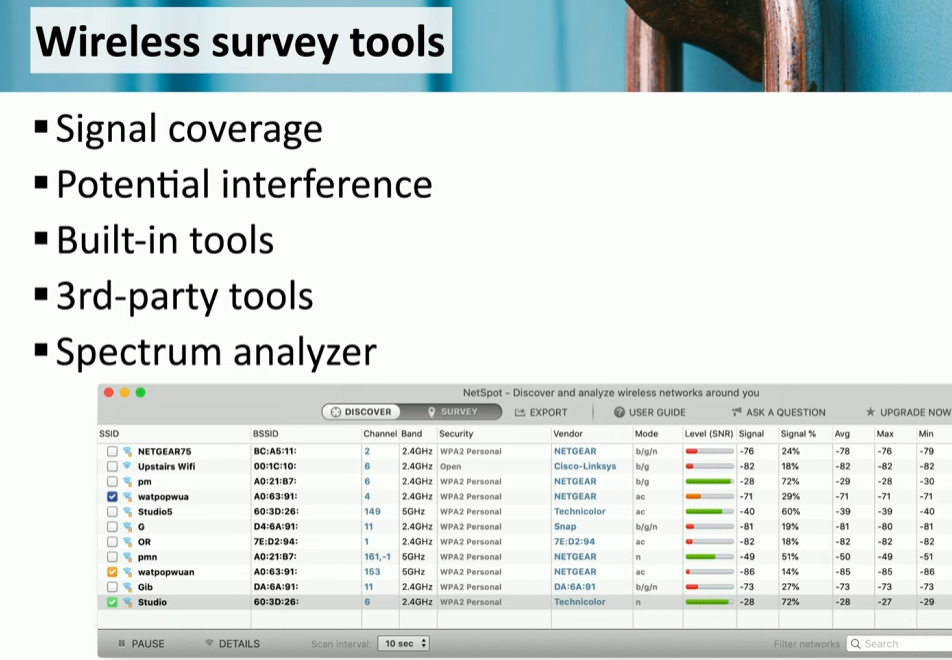 Wireless survey tools
▪ Signal coverage
▪ Potential interference
▪ Built-in tools
▪ 3rd-party tools
▪ Spectrum analyzer
NetSpot - Discover and analyze wireless networks around you
DISCOVER SURVEY EXPORT USER GUIDE ASK A QUESTION UPGRADE NOW
SSID BSSID Channel Band Security Vendor Mode Level (SNR) Signal Signal % Avg Max Min
NETGEAR75 BC:A5:11: 2 2.4GHz WPA2 Personal NETGEAR b/g/n -76 24% -78 -76 -79
Upstairs Wifi 00:1C:10: 6 2.4GHz Open Cisco-Linksys b/g -82 18% -82 -82 -82
pm A0:21:B7: 6 2.4GHz WPA2 Personal NETGEAR b/g -28 72% -29 -28 -30
watpopwua A0:63:91: 4 2.4GHz WPA2 Personal NETGEAR ac -71 29% -71 -71 -71
Studio5 60:3D:26: 149 5GHz WPA2 Personal Technicolor ac -40 60% -39 -39 -40
G D4:6A:91: 11 2.4GHz WPA2 Personal Snap b/g/n -81 19% -81 -80 -81
OR 7E:D2:94: 1 2.4GHz WPA2 Personal 7E:D2:94 ac -82 18% -82 -82 -82
pmn A0:21:B7: 161,-1 5GHz WPA2 Personal NETGEAR n -49 51% -50 -49 -51
watpopwuan A0:63:91: 153 5GHz WPA2 Personal NETGEAR ac -86 14% -85 -85 -86
Gib DA:6A:91: 11 2.4GHz WPA2 Personal DA:6A:91 b/g/n -73 27% -73 -73 -73
Studio 60:3D:26: 6 2.4GHz WPA2 Personal Technicolor n -28 72% -28 -27 -29
PAUSE DETAILS Scan interval: 10 sec Filter networks Search